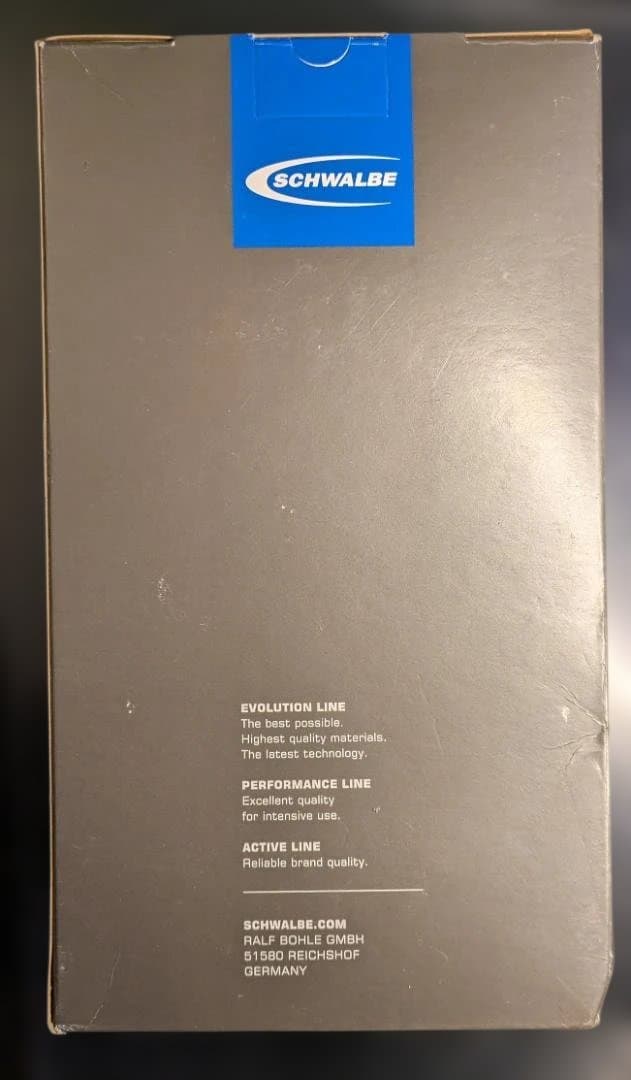 SCHWALBE
EVOLUTION LINE
The best possible.
Highest quality materials.
The latest technology.
PERFORMANCE LINE
Excellent quality
for intensive use.
ACTIVE LINE
Reliable brand quality.
SCHWALBE.COM
RALF BOHLE GMBH
51580 REICHSHOF
GERMANY